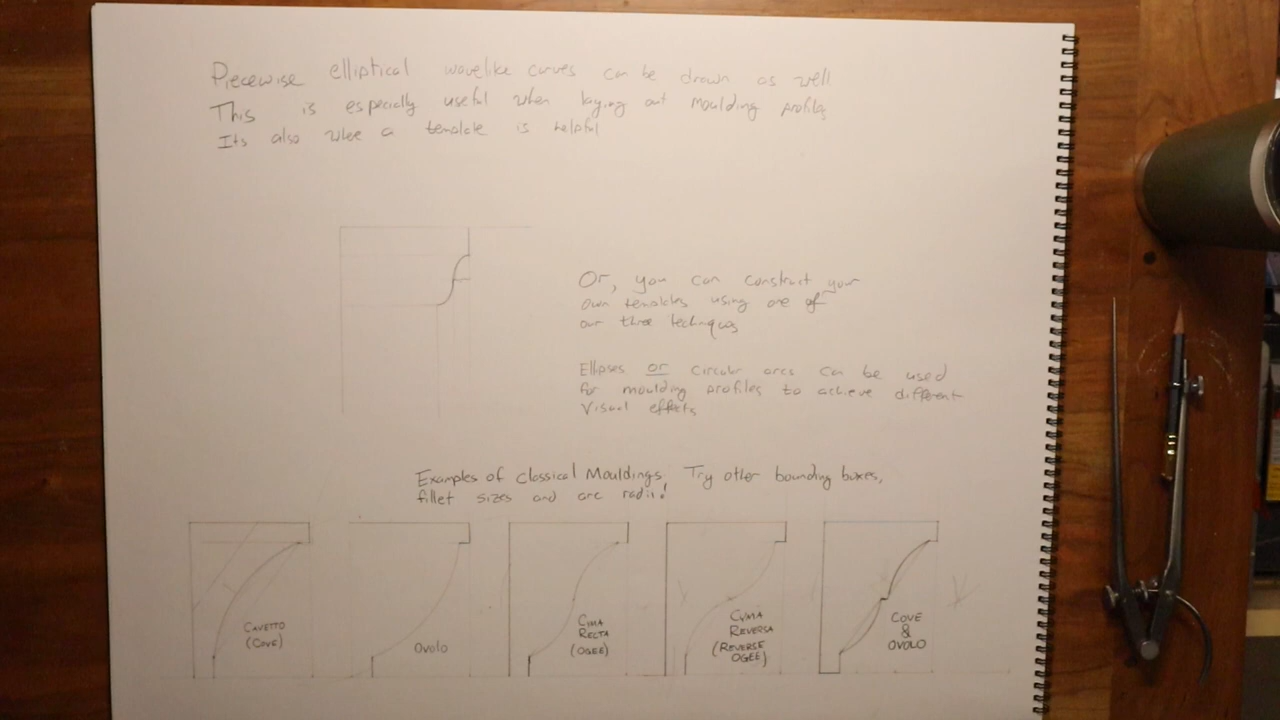 Piecewise elliptical wavelike curves can be drawn as well
This is especially useful when laying out moulding profiles
Its also where a template is helpful
Or, you can construct your
own templates using one of
our three techniques
Ellipses or circular arcs can be used
for moulding profiles to achieve different
visual effects
Examples of Classical Mouldings, Try other bounding boxes,
fillet sizes and arc radii!
CAVETTO
(COVE)
OVOLO
CYMA
RECTA
(OGEE)
CYMA
REVERSA
(REVERSE
OGEE)
COVE
&
OVOLO